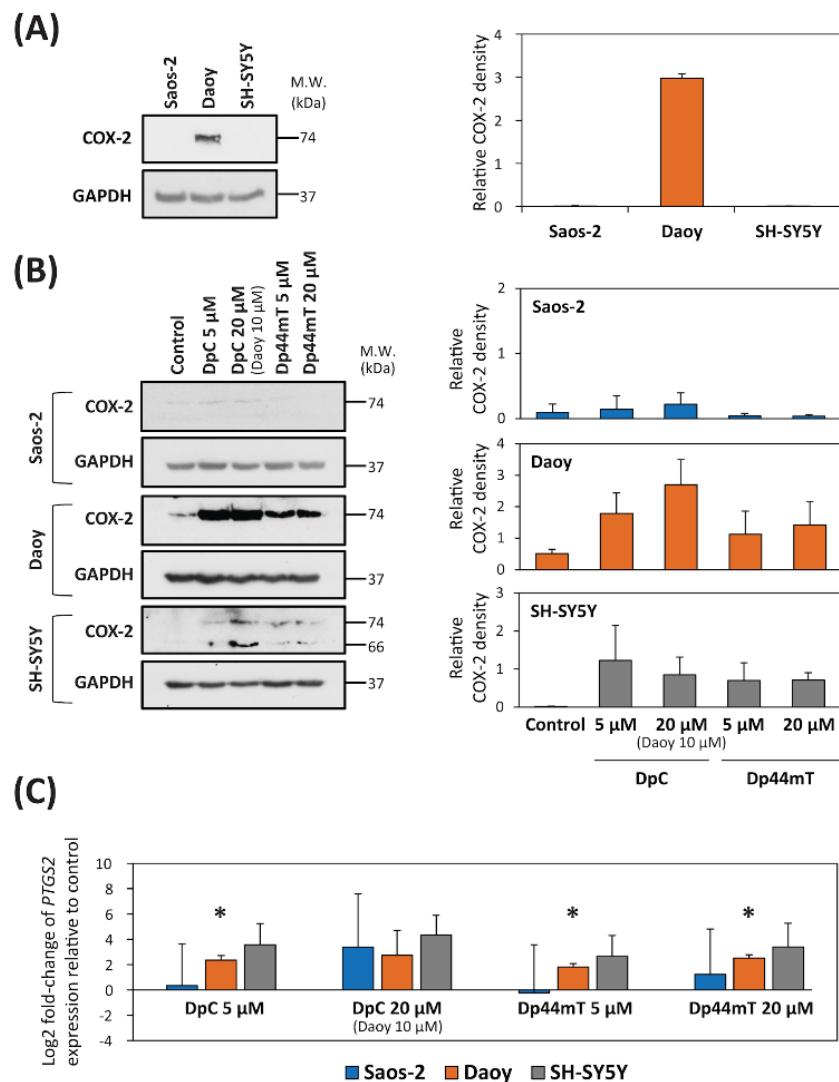 (A)
Saos-2
Daoy
SH-SY5Y
M.W.
(kDa)
COX-2
74
GAPDH
37
Relative COX-2 density
4
3
2
1
0
Saos-2
Daoy
SH-SY5Y
(B)
Control
DpC 5 µM
DpC 20 µM
(Daoy 10 µM)
Dp44mT 5 µM
Dp44mT 20 µM
M.W.
(kDa)
Saos-2
COX-2
74
GAPDH
37
Daoy
COX-2
74
GAPDH
37
SH-SY5Y
COX-2
74
66
GAPDH
37
Relative
COX-2 density
2
1
0
Saos-2
Relative
COX-2 density
4
3
2
1
0
Daoy
Relative
COX-2 density
3
2
1
0
SH-SY5Y
Control
5 µM
20 µM
(Daoy 10 µM)
5 µM
20 µM
DpC
Dp44mT
(C)
Log2 fold-change of PTGS2
expression relative to control
10
8
6
4
2
0
-2
-4
*
*
*
DpC 5 µM
DpC 20 µM
(Daoy 10 µM)
Dp44mT 5 µM
Dp44mT 20 µM
Saos-2
Daoy
SH-SY5Y